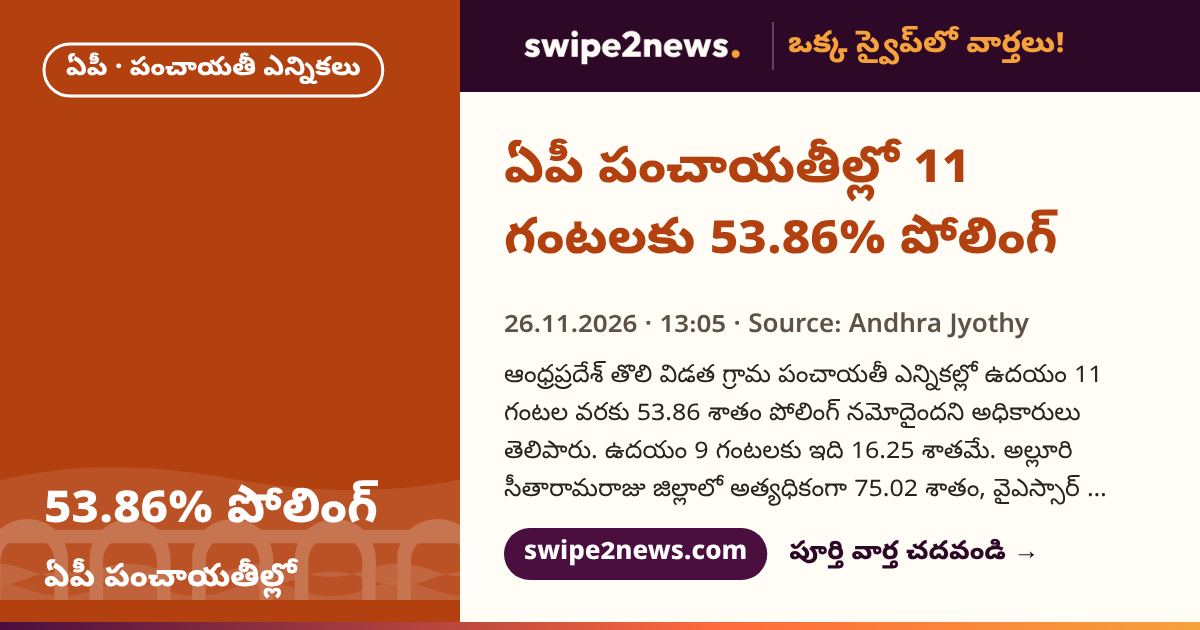 ఏపీ · పంచాయతీ ఎన్నికలు
53.86% పోలింగ్
ఏపీ పంచాయతీల్లో
swipe2news. ఒక్క స్వైప్‌లో వార్తలు!
ఏపీ పంచాయతీల్లో 11
గంటలకు 53.86% పోలింగ్
26.11.2026 · 13:05 · Source: Andhra Jyothy
ఆంధ్రప్రదేశ్ తొలి విడత గ్రామ పంచాయతీ ఎన్నికల్లో ఉదయం 11
గంటల వరకు 53.86 శాతం పోలింగ్ నమోదైందని అధికారులు
తెలిపారు. ఉదయం 9 గంటలకు ఇది 16.25 శాతమే. అల్లూరి
సీతారామరాజు జిల్లాలో అత్యధికంగా 75.02 శాతం, వైఎస్సార్ ...
swipe2news.com పూర్తి వార్త చదవండి →